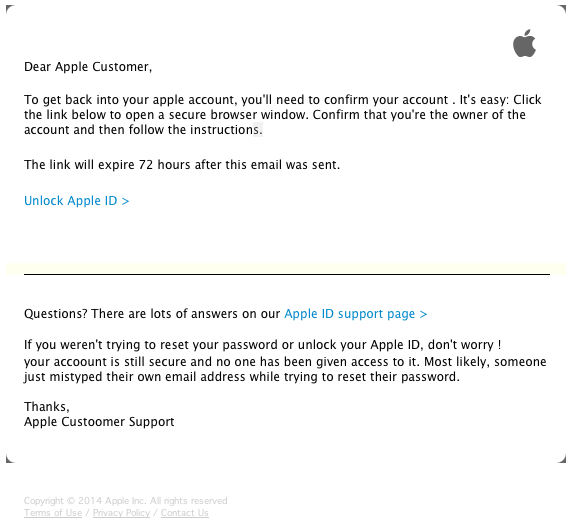 Dear Apple Customer,
To get back into your apple account, you'll need to confirm your account . It's easy: Click
the link below to open a secure browser window. Confirm that you're the owner of the
account and then follow the instructions.
The link will expire 72 hours after this email was sent.
Unlock Apple ID >
Questions? There are lots of answers on our Apple ID support page >
If you weren't trying to reset your password or unlock your Apple ID, don't worry !
your accoount is still secure and no one has been given access to it. Most likely, someone
just mistyped their own email address while trying to reset their password.
Thanks,
Apple Custoomer Support
Copyright © 2014 Apple Inc. All rights reserved
Terms of Use / Privacy Policy / Contact Us